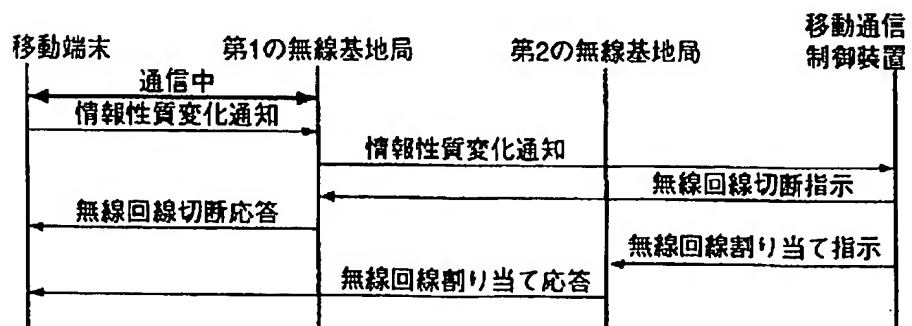 移動端末
第1の無線基地局
第2の無線基地局
移動通信
制御装置
通信中
情報性質変化通知
情報性質変化通知
無線回線切断指示
無線回線切断応答
無線回線割り当て指示
無線回線割り当て応答